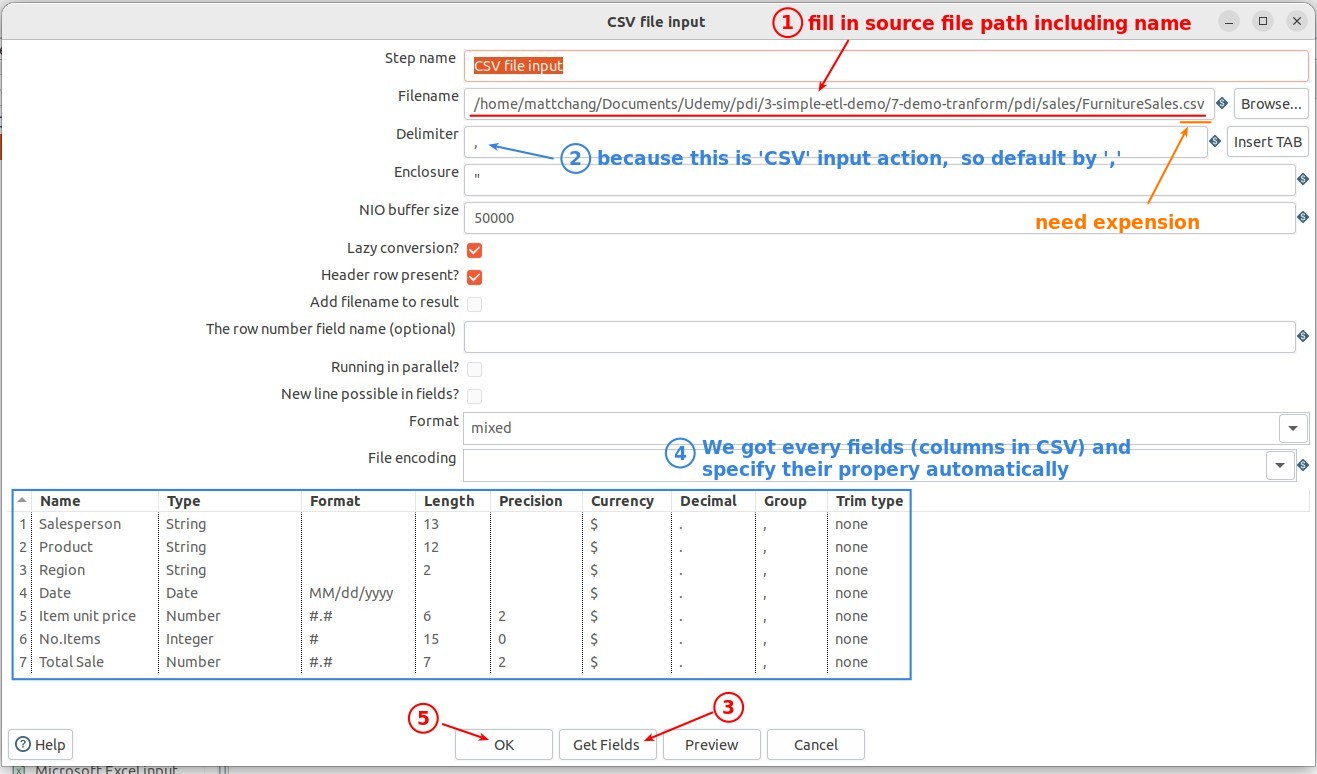 CSV file input
① fill in source file path including name
Step name CSV file input
Filename /home/mattchang/Documents/Udemy/pdi/3-simple-etl-demo/7-demo-tranform/pdi/sales/FurnitureSales.csv Browse...
Delimiter , Insert TAB
② because this is 'CSV' input action, so default by ','
Enclosure "
NIO buffer size 50000
need expension
Lazy conversion?
Header row present?
Add filename to result
The row number field name (optional)
Running in parallel?
New line possible in fields?
Format mixed
④ We got every fields (columns in CSV) and
specify their propery automatically
File encoding
Name Type Format Length Precision Currency Decimal Group Trim type
1 Salesperson String 13 $ . , none
2 Product String 12 $ . , none
3 Region String 2 $ . , none
4 Date Date MM/dd/yyyy $ . , none
5 Item unit price Number #.# 6 2 $ . , none
6 No.Items Integer # 15 0 $ . , none
7 Total Sale Number #.# 7 2 $ . , none
⑤ ③
? Help OK Get Fields Preview Cancel
Microsoft Excel input